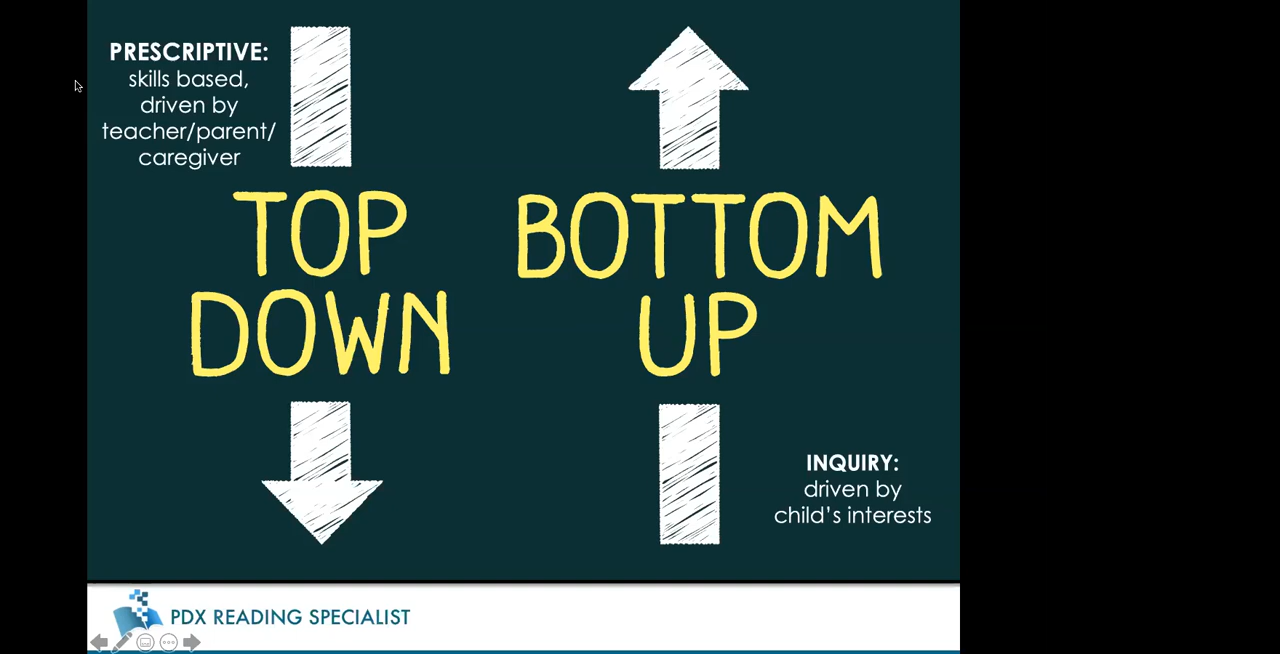 PRESCRIPTIVE:
skills based,
driven by
teacher/parent/
caregiver
TOP
DOWN
BOTTOM
UP
INQUIRY:
driven by
child's interests
PDX READING SPECIALIST